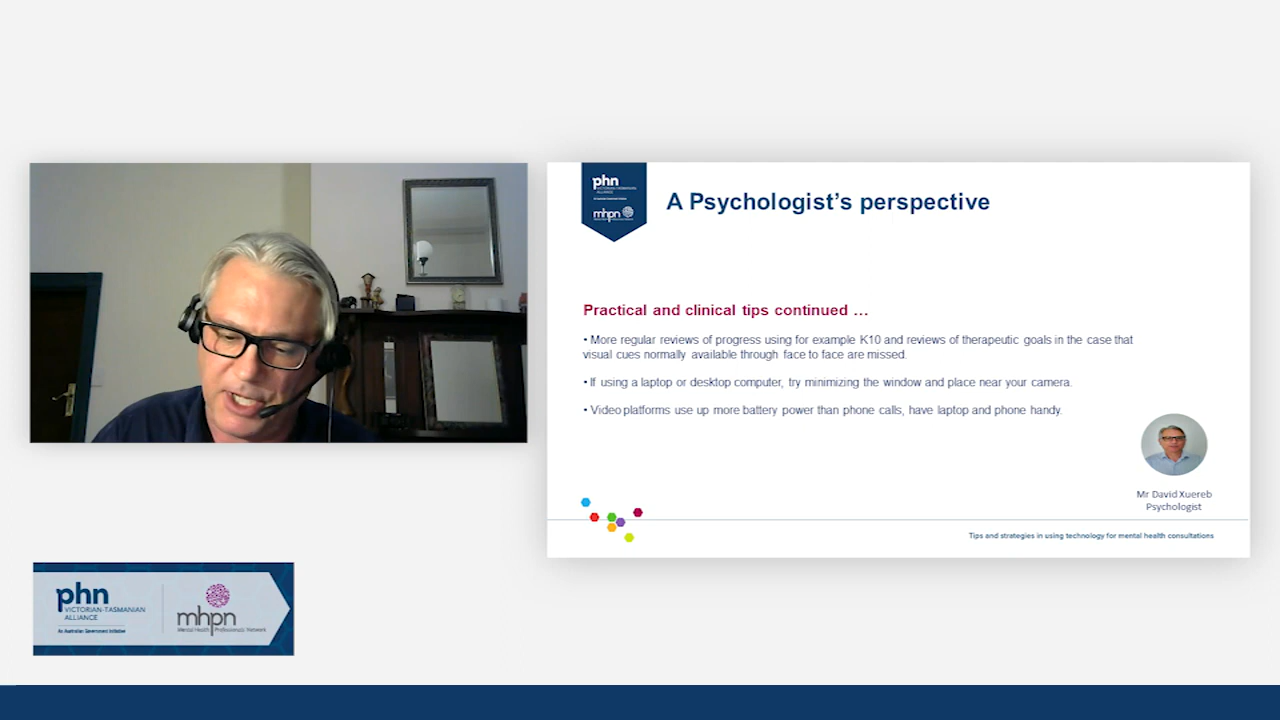 phn
VICTORIAN-TASMANIAN
ALLIANCE
mhpn
A Psychologist's perspective
Practical and clinical tips continued …
• More regular reviews of progress using for example K10 and reviews of therapeutic goals in the case that
visual cues normally available through face to face are missed.
• If using a laptop or desktop computer, try minimizing the window and place near your camera.
• Video platforms use up more battery power than phone calls, have laptop and phone handy.
Mr David Xuereb
Psychologist
Tips and strategies in using technology for mental health consultations
phn
VICTORIAN-TASMANIAN
ALLIANCE
An Australian Government Initiative
mhpn
Mental Health Professionals' Network